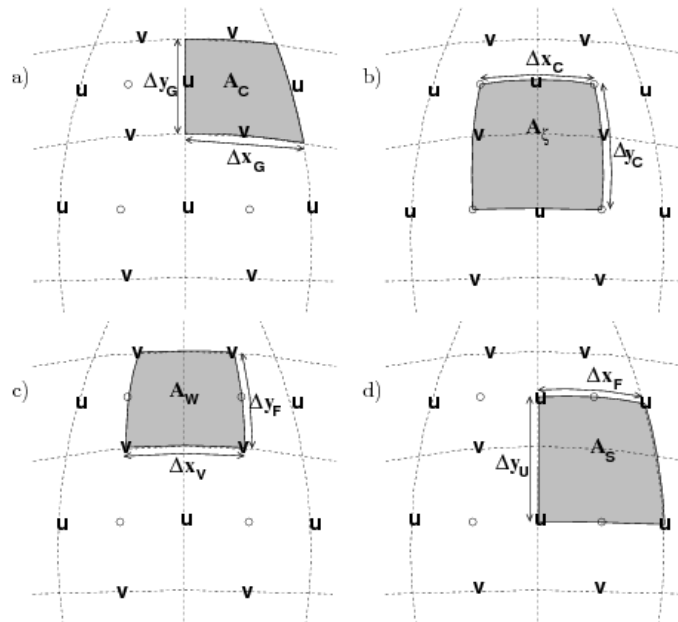 a)
v v
u Δy_G u A_C u
v v
Δx_G
u u u
v v
b)
v v
Δx_C
u
v A_ζ v
Δy_C
u u u
v v
c)
v v
u A_W Δy_F u
v v
Δx_V
u u u
v v
d)
v v
Δx_F
u u u
v A_S
Δy_U
u u u
v v